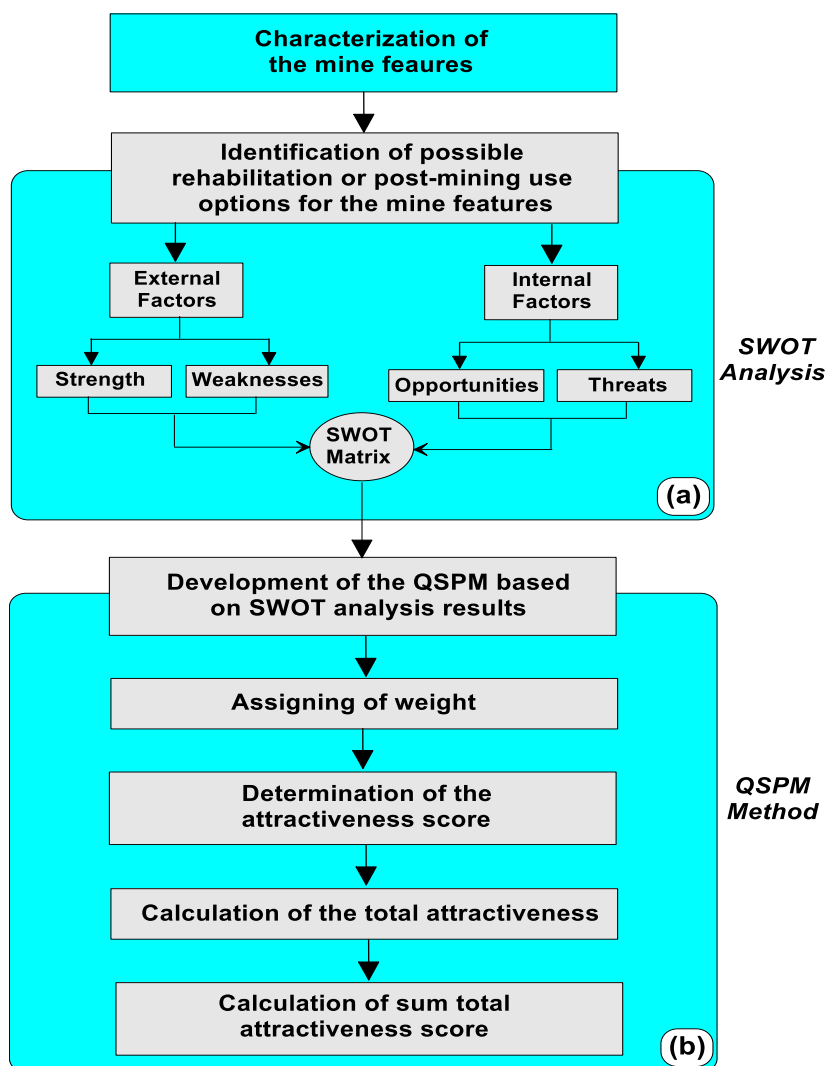 Characterization of
the mine feaures
Identification of possible
rehabilitation or post-mining use
options for the mine features
External
Factors
Internal
Factors
Strength
Weaknesses
Opportunities
Threats
SWOT
Matrix
SWOT
Analysis
(a)
Development of the QSPM based
on SWOT analysis results
Assigning of weight
Determination of the
attractiveness score
QSPM
Method
Calculation of the total attractiveness
Calculation of sum total
attractiveness score
(b)